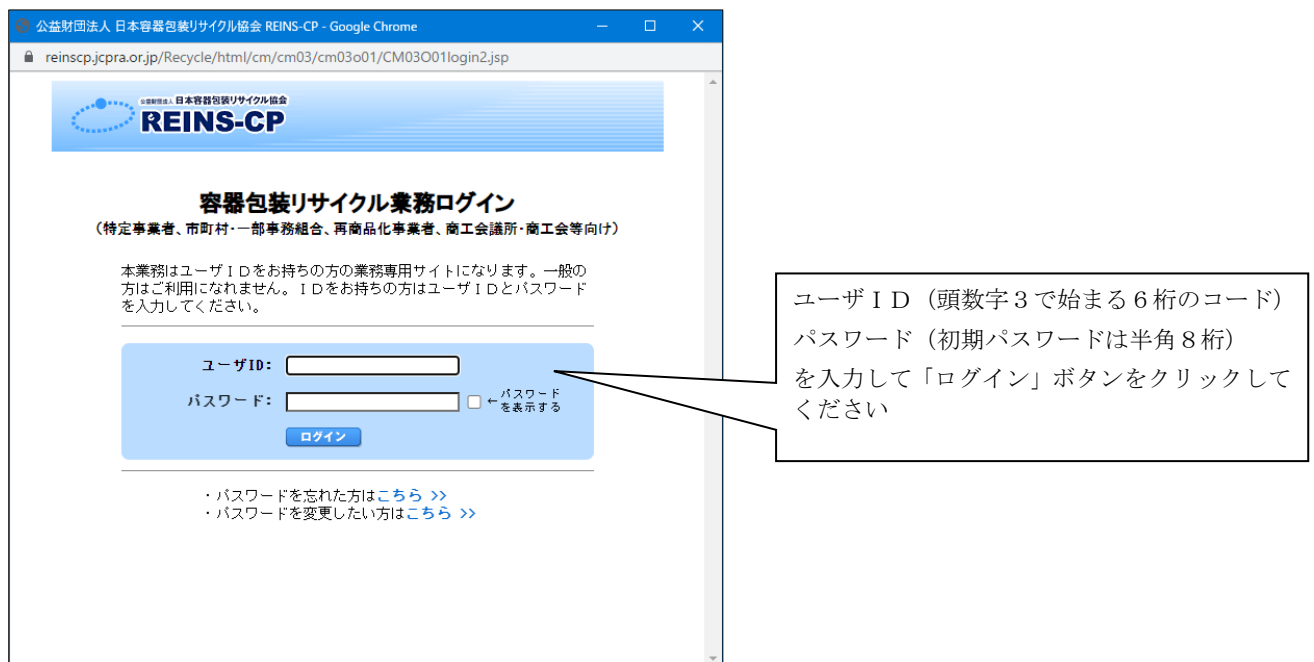 公益財団法人 日本容器包装リサイクル協会 REINS-CP - Google Chrome
reinscp.jcpra.or.jp/Recycle/html/cm/cm03/cm03o01/CM03O01login2.jsp
公益財団法人 日本容器包装リサイクル協会
REINS-CP
容器包装リサイクル業務ログイン
（特定事業者、市町村・一部事務組合、再商品化事業者、商工会議所・商工会等向け）
本業務はユーザＩＤをお持ちの方の業務専用サイトになります。一般の
方はご利用になれません。ＩＤをお持ちの方はユーザＩＤとパスワード
を入力してください。
ユーザID：
パスワード：
←パスワード
を表示する
ログイン
・パスワードを忘れた方はこちら >>
・パスワードを変更したい方はこちら >>
ユーザＩＤ（頭数字３で始まる６桁のコード）
パスワード（初期パスワードは半角８桁）
を入力して「ログイン」ボタンをクリックして
ください